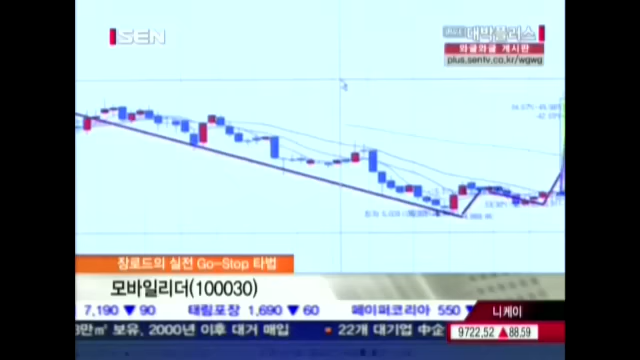 SEN
대박플러스
와글와글 게시판
plus.sentv.co.kr/wgwg
장로드의 실전 Go-Stop 타법
모바일리더(100030)
7,190 ▼ 90 태림포장 1,690 ▼ 60 페이퍼코리아 550 ▼
니케이
만㎡ 보유, 2000년 이후 대거 매입 22개 대기업 中企
9722.52 ▲ 88.59